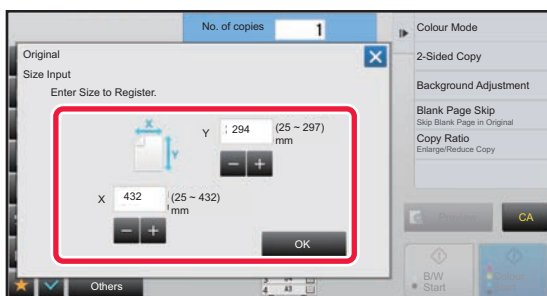 No. of copies 1
Original
Size Input
Enter Size to Register.
X
Y
Y 294 (25 ~ 297)
mm
X 432 (25 ~ 432)
mm
OK
Others
A3
Colour Mode
2-Sided Copy
Background Adjustment
Blank Page Skip
Skip Blank Page in Original
Copy Ratio
Enlarge/Reduce Copy
CA
B/W
Start
Start